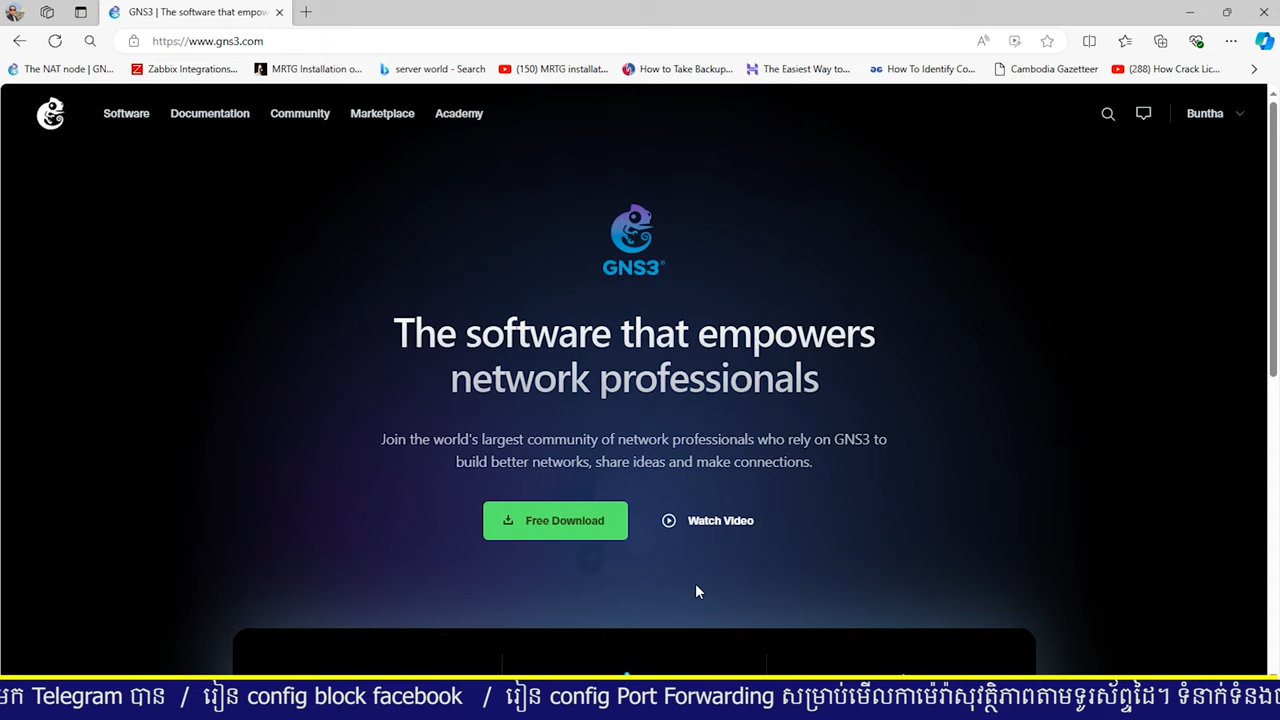 GNS3 | The software that empow
https://www.gns3.com
The NAT node | GN...
Zabbix Integrations...
MRTG Installation o...
server world - Search
(150) MRTG installat...
How to Take Backup...
The Easiest Way to...
How To Identify Co...
Cambodia Gazetteer
(288) How Crack Lic...
Software
Documentation
Community
Marketplace
Academy
Buntha
GNS3
The software that empowers
network professionals
Join the world's largest community of network professionals who rely on GNS3 to
build better networks, share ideas and make connections.
Free Download
Watch Video
មក Telegram បាន / រៀន config block facebook / រៀន config Port Forwarding សម្រាប់មើលកាម៉េរ៉ាសុវត្ថិភាពតាមទូរស័ព្ទដៃ។ ទំនាក់ទំនង